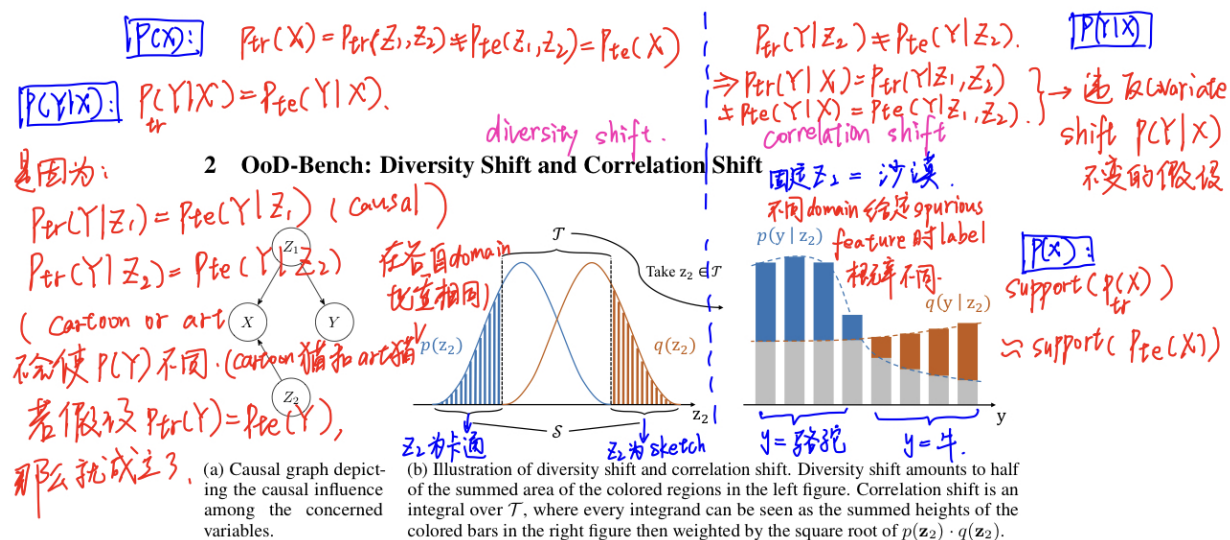 P(X): Ptr(X) = Ptr(Z1,Z2) ≠ Pte(Z1,Z2) = Pte(X)
P(Y|X): Ptr(Y|X) = Pte(Y|X).
diversity shift.
是因为:
Ptr(Y|Z1) = Pte(Y|Z1) (causal)
Ptr(Y|Z2) = Pte(Y|Z2)
(在各自domain
比重相同)
(cartoon or art
不会使P(Y)不同.(cartoon猫和art猫)
若假设Ptr(Y)=Pte(Y),
那么就成立了.
Ptr(Y|Z2) ≠ Pte(Y|Z2).
P(Y|X)
⇒ Ptr(Y|X) = Ptr(Y|Z1,Z2)
≠ Pte(Y|X) = Pte(Y|Z1,Z2).
→ 违反Covariate
shift P(Y|X)
不变的假设
correlation shift
2 OoD-Bench: Diversity Shift and Correlation Shift
固定Z2 = 沙漠.
不同domain给定spurious
feature时label
概率不同.
P(X):
support(Ptr(X))
≈ support(Pte(X))
Z1
X
Y
Z2
T
p(z2)
q(z2)
z2
S
Z2为卡通
Z2为sketch
Take z2 ∈ T
p(y | z2)
q(y | z2)
y
y=骆驼
y=牛.
(a) Causal graph depict-
ing the causal influence
among the concerned
variables.
(b) Illustration of diversity shift and correlation shift. Diversity shift amounts to half
of the summed area of the colored regions in the left figure. Correlation shift is an
integral over T, where every integrand can be seen as the summed heights of the
colored bars in the right figure then weighted by the square root of p(z2) · q(z2).